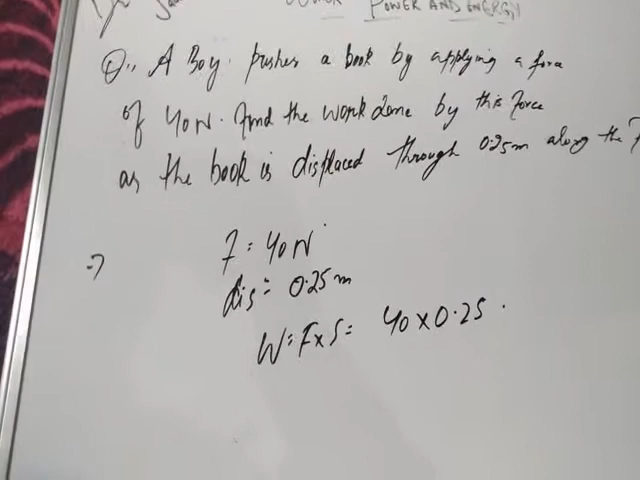 POWER AND ENERGY
Q.. A Boy. pushes a book by applying a force
of 40N. Find the work done by this force
as the book is displaced through 0.25m along the
⇒
F = 40N
dis = 0.25m
W = F x S = 40 x 0.25 .